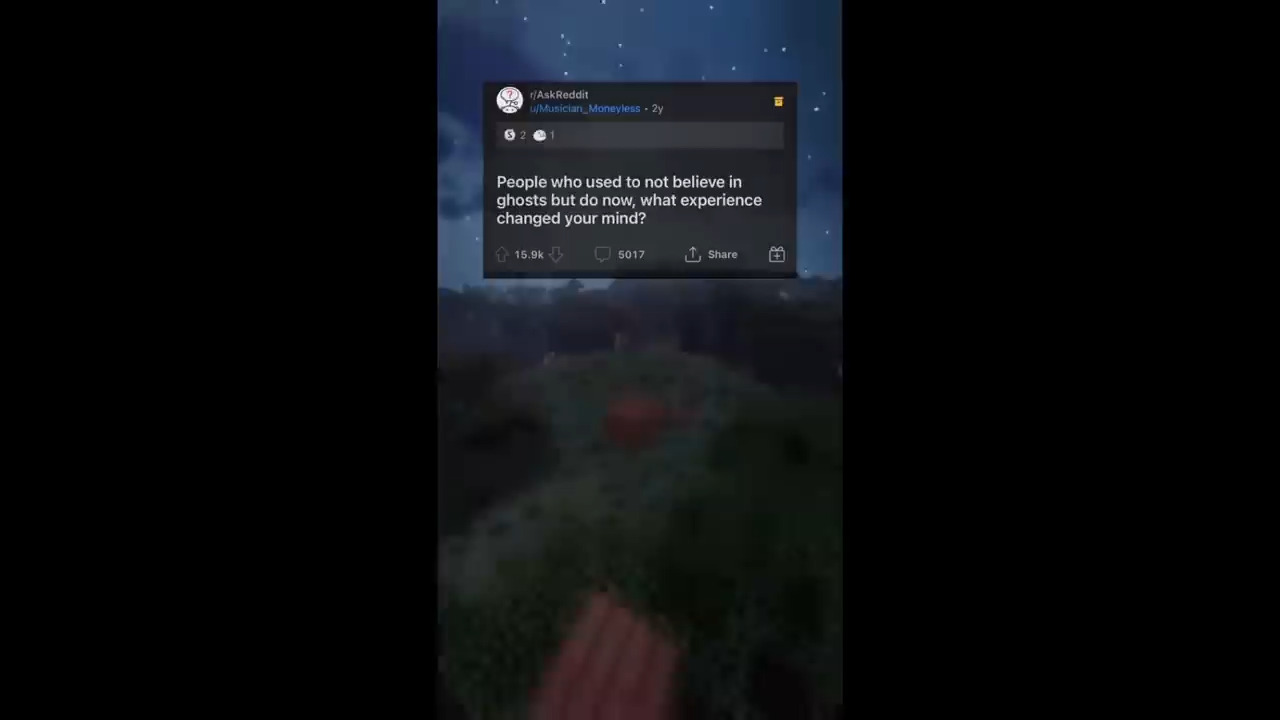 r/AskReddit
u/Musician_Moneyless • 2y
2 1
People who used to not believe in
ghosts but do now, what experience
changed your mind?
15.9k 5017 Share